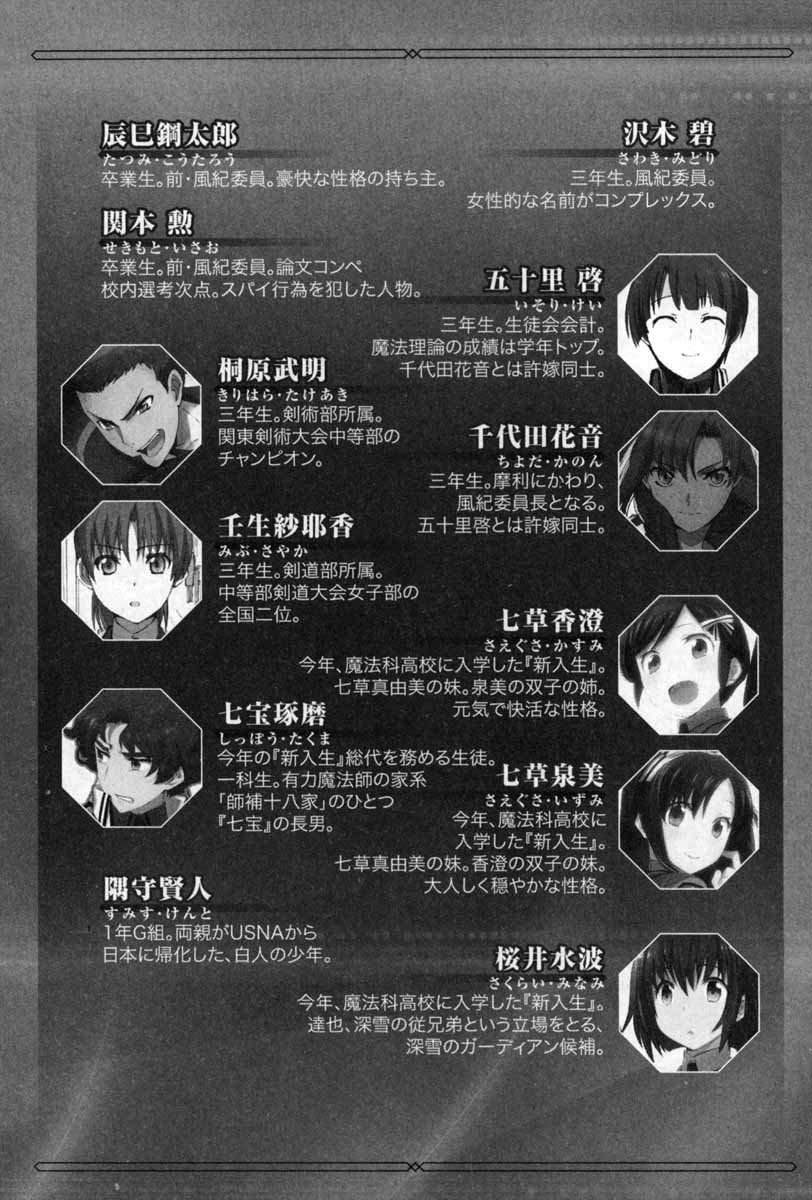 辰巳鋼太郎
たつみ・こうたろう
卒業生。前・風紀委員。豪快な性格の持ち主。
関本 勲
せきもと・いさお
卒業生。前・風紀委員。論文コンペ
校内選考次点。スパイ行為を犯した人物。
桐原武明
きりはら・たけあき
三年生。剣術部所属。
関東剣術大会中等部の
チャンピオン。
壬生紗耶香
みぶ・さやか
三年生。剣道部所属。
中等部剣道大会女子部の
全国二位。
七宝琢磨
しっぽう・たくま
今年の『新入生』総代を務める生徒。
一科生。有力魔法師の家系
「師補十八家」のひとつ
『七宝』の長男。
隅守賢人
すみす・けんと
1年G組。両親がUSNAから
日本に帰化した、白人の少年。
沢木 碧
さわき・みどり
三年生。風紀委員。
女性的な名前がコンプレックス。
五十里 啓
いそり・けい
三年生。生徒会会計。
魔法理論の成績は学年トップ。
千代田花音とは許嫁同士。
千代田花音
ちよだ・かのん
三年生。摩利にかわり、
風紀委員長となる。
五十里啓とは許嫁同士。
七草香澄
さえぐさ・かすみ
今年、魔法科高校に入学した『新入生』。
七草真由美の妹。泉美の双子の姉。
元気で快活な性格。
七草泉美
さえぐさ・いずみ
今年、魔法科高校に
入学した『新入生』。
七草真由美の妹。香澄の双子の妹。
大人しく穏やかな性格。
桜井水波
さくらい・みなみ
今年、魔法科高校に入学した『新入生』。
達也、深雪の従兄弟という立場をとる、
深雪のガーディアン候補。